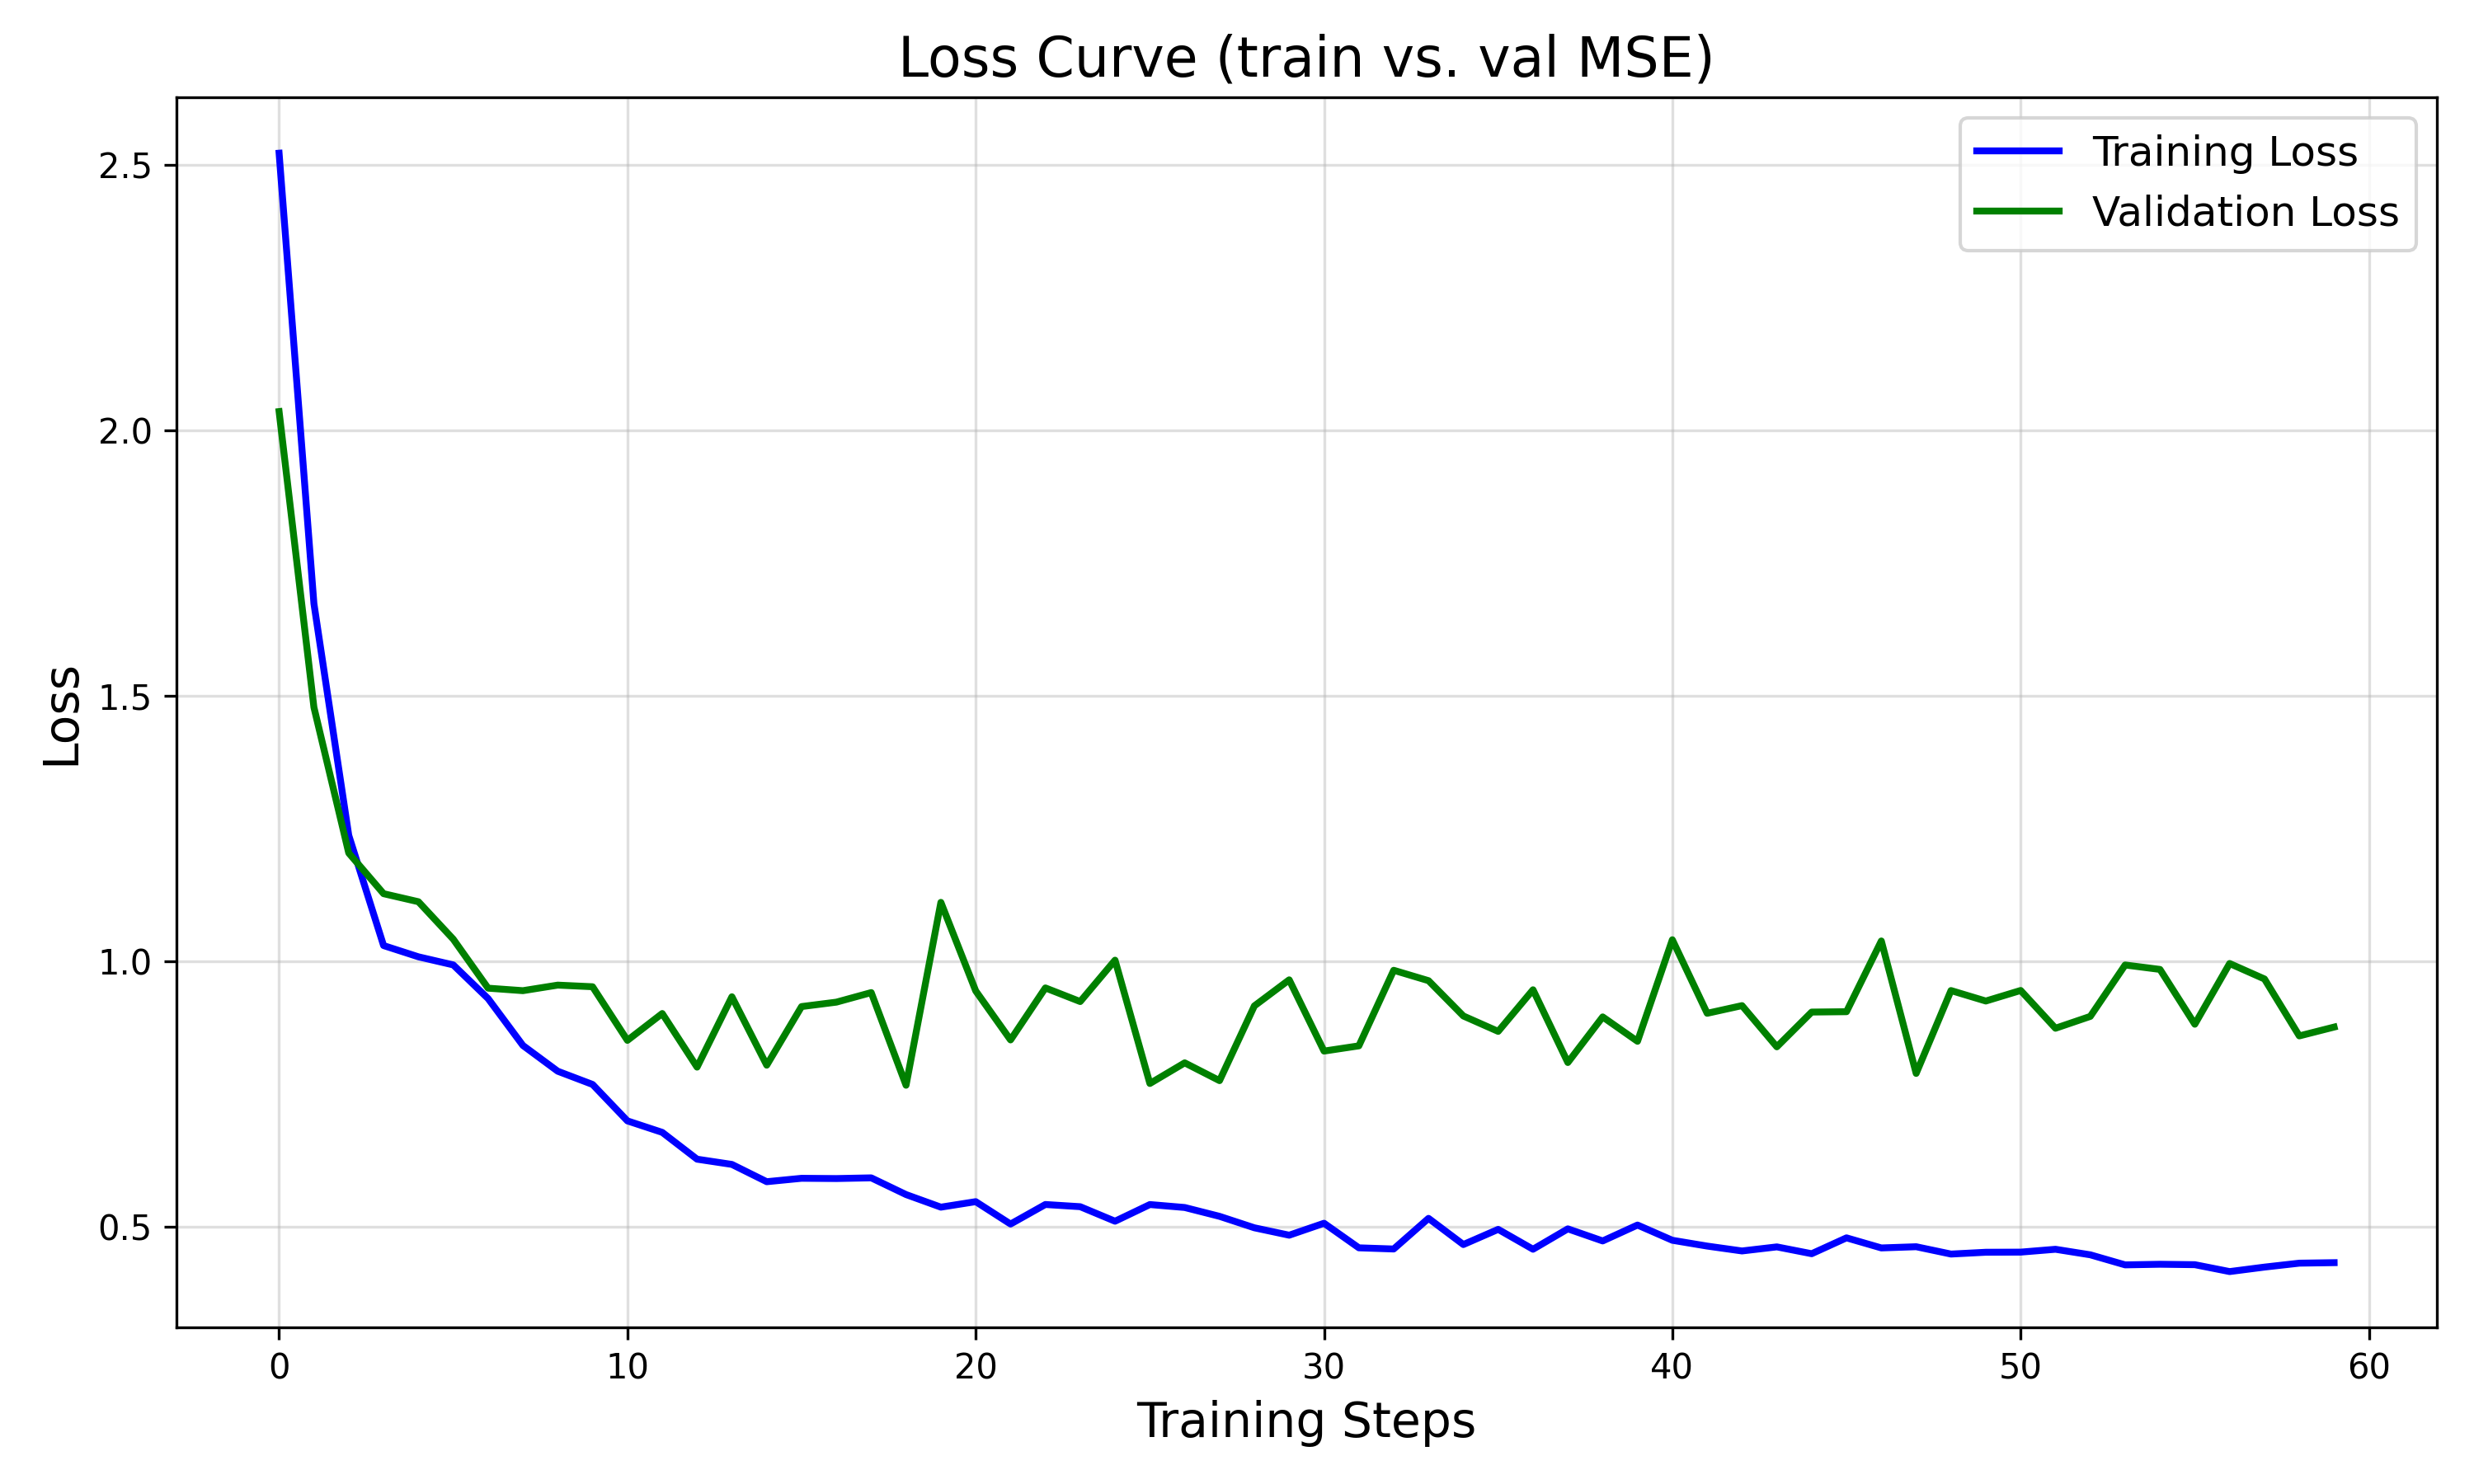 Loss Curve (train vs. val MSE)
Training Loss
Validation Loss
2.5
2.0
1.5
1.0
0.5
Loss
0 10 20 30 40 50 60
Training Steps